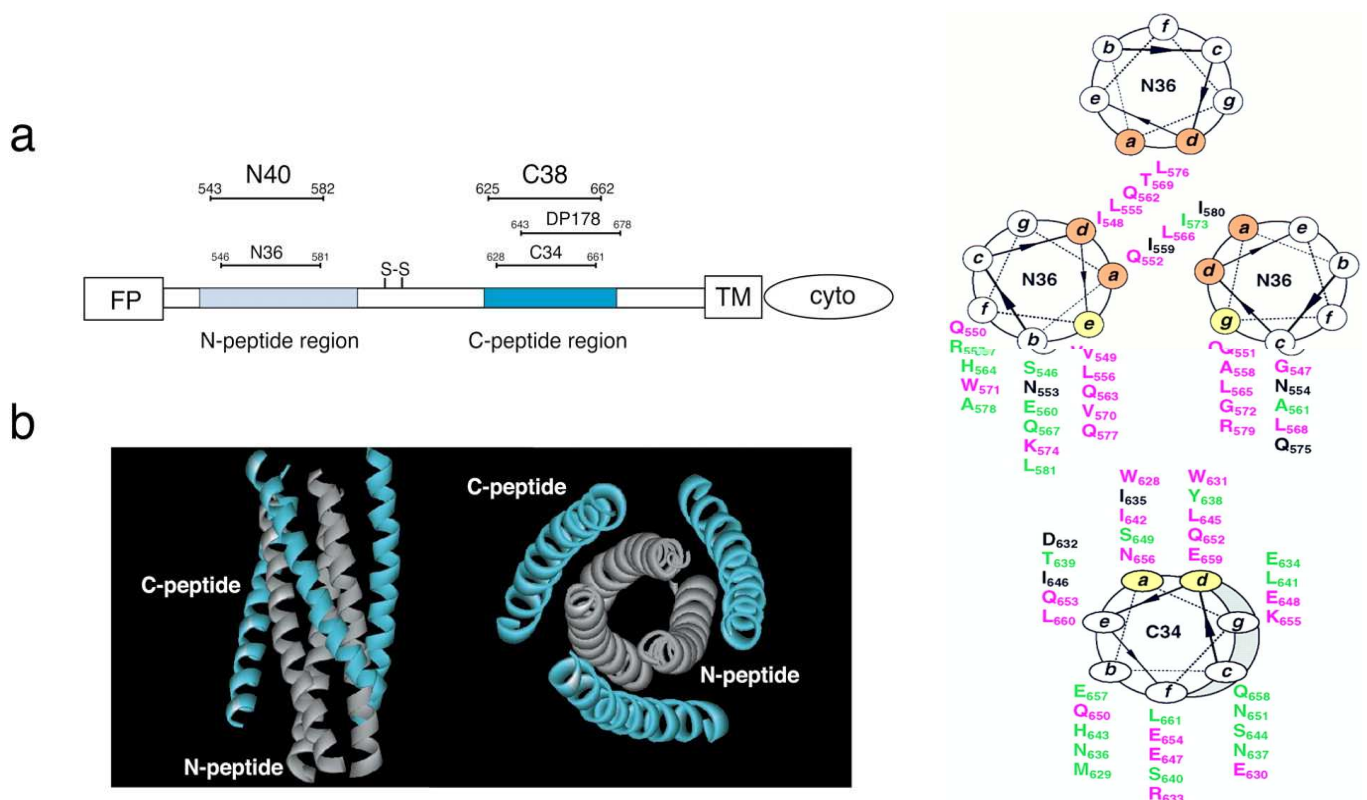 a
N40
543 582
C38
625 662
DP178
643 678
N36
546 581
C34
628 661
S-S
FP
TM
cyto
N-peptide region
C-peptide region
b
C-peptide
N-peptide
C-peptide
N-peptide
f
b c
N36
e g
a d
L576
T569
Q562
L555
I548
I580
I573
L566
I559
Q552
g d
c a
N36
f e
b
a e
d b
N36
g f
c
Q550
H564
W571
A578
S546
N553
E560
Q567
K574
L581
V549
L556
Q563
V570
Q577
Q551
A558
L565
G572
R579
G547
N554
A561
L568
Q575
W628
I635
I642
S649
N656
W631
Y638
L645
Q652
E659
D632
T639
I646
Q653
L660
E634
L641
E648
K655
a d
e g
C34
b c
f
E657
Q650
H643
N636
M629
L661
E654
E647
S640
R633
Q658
N651
S644
N637
E630